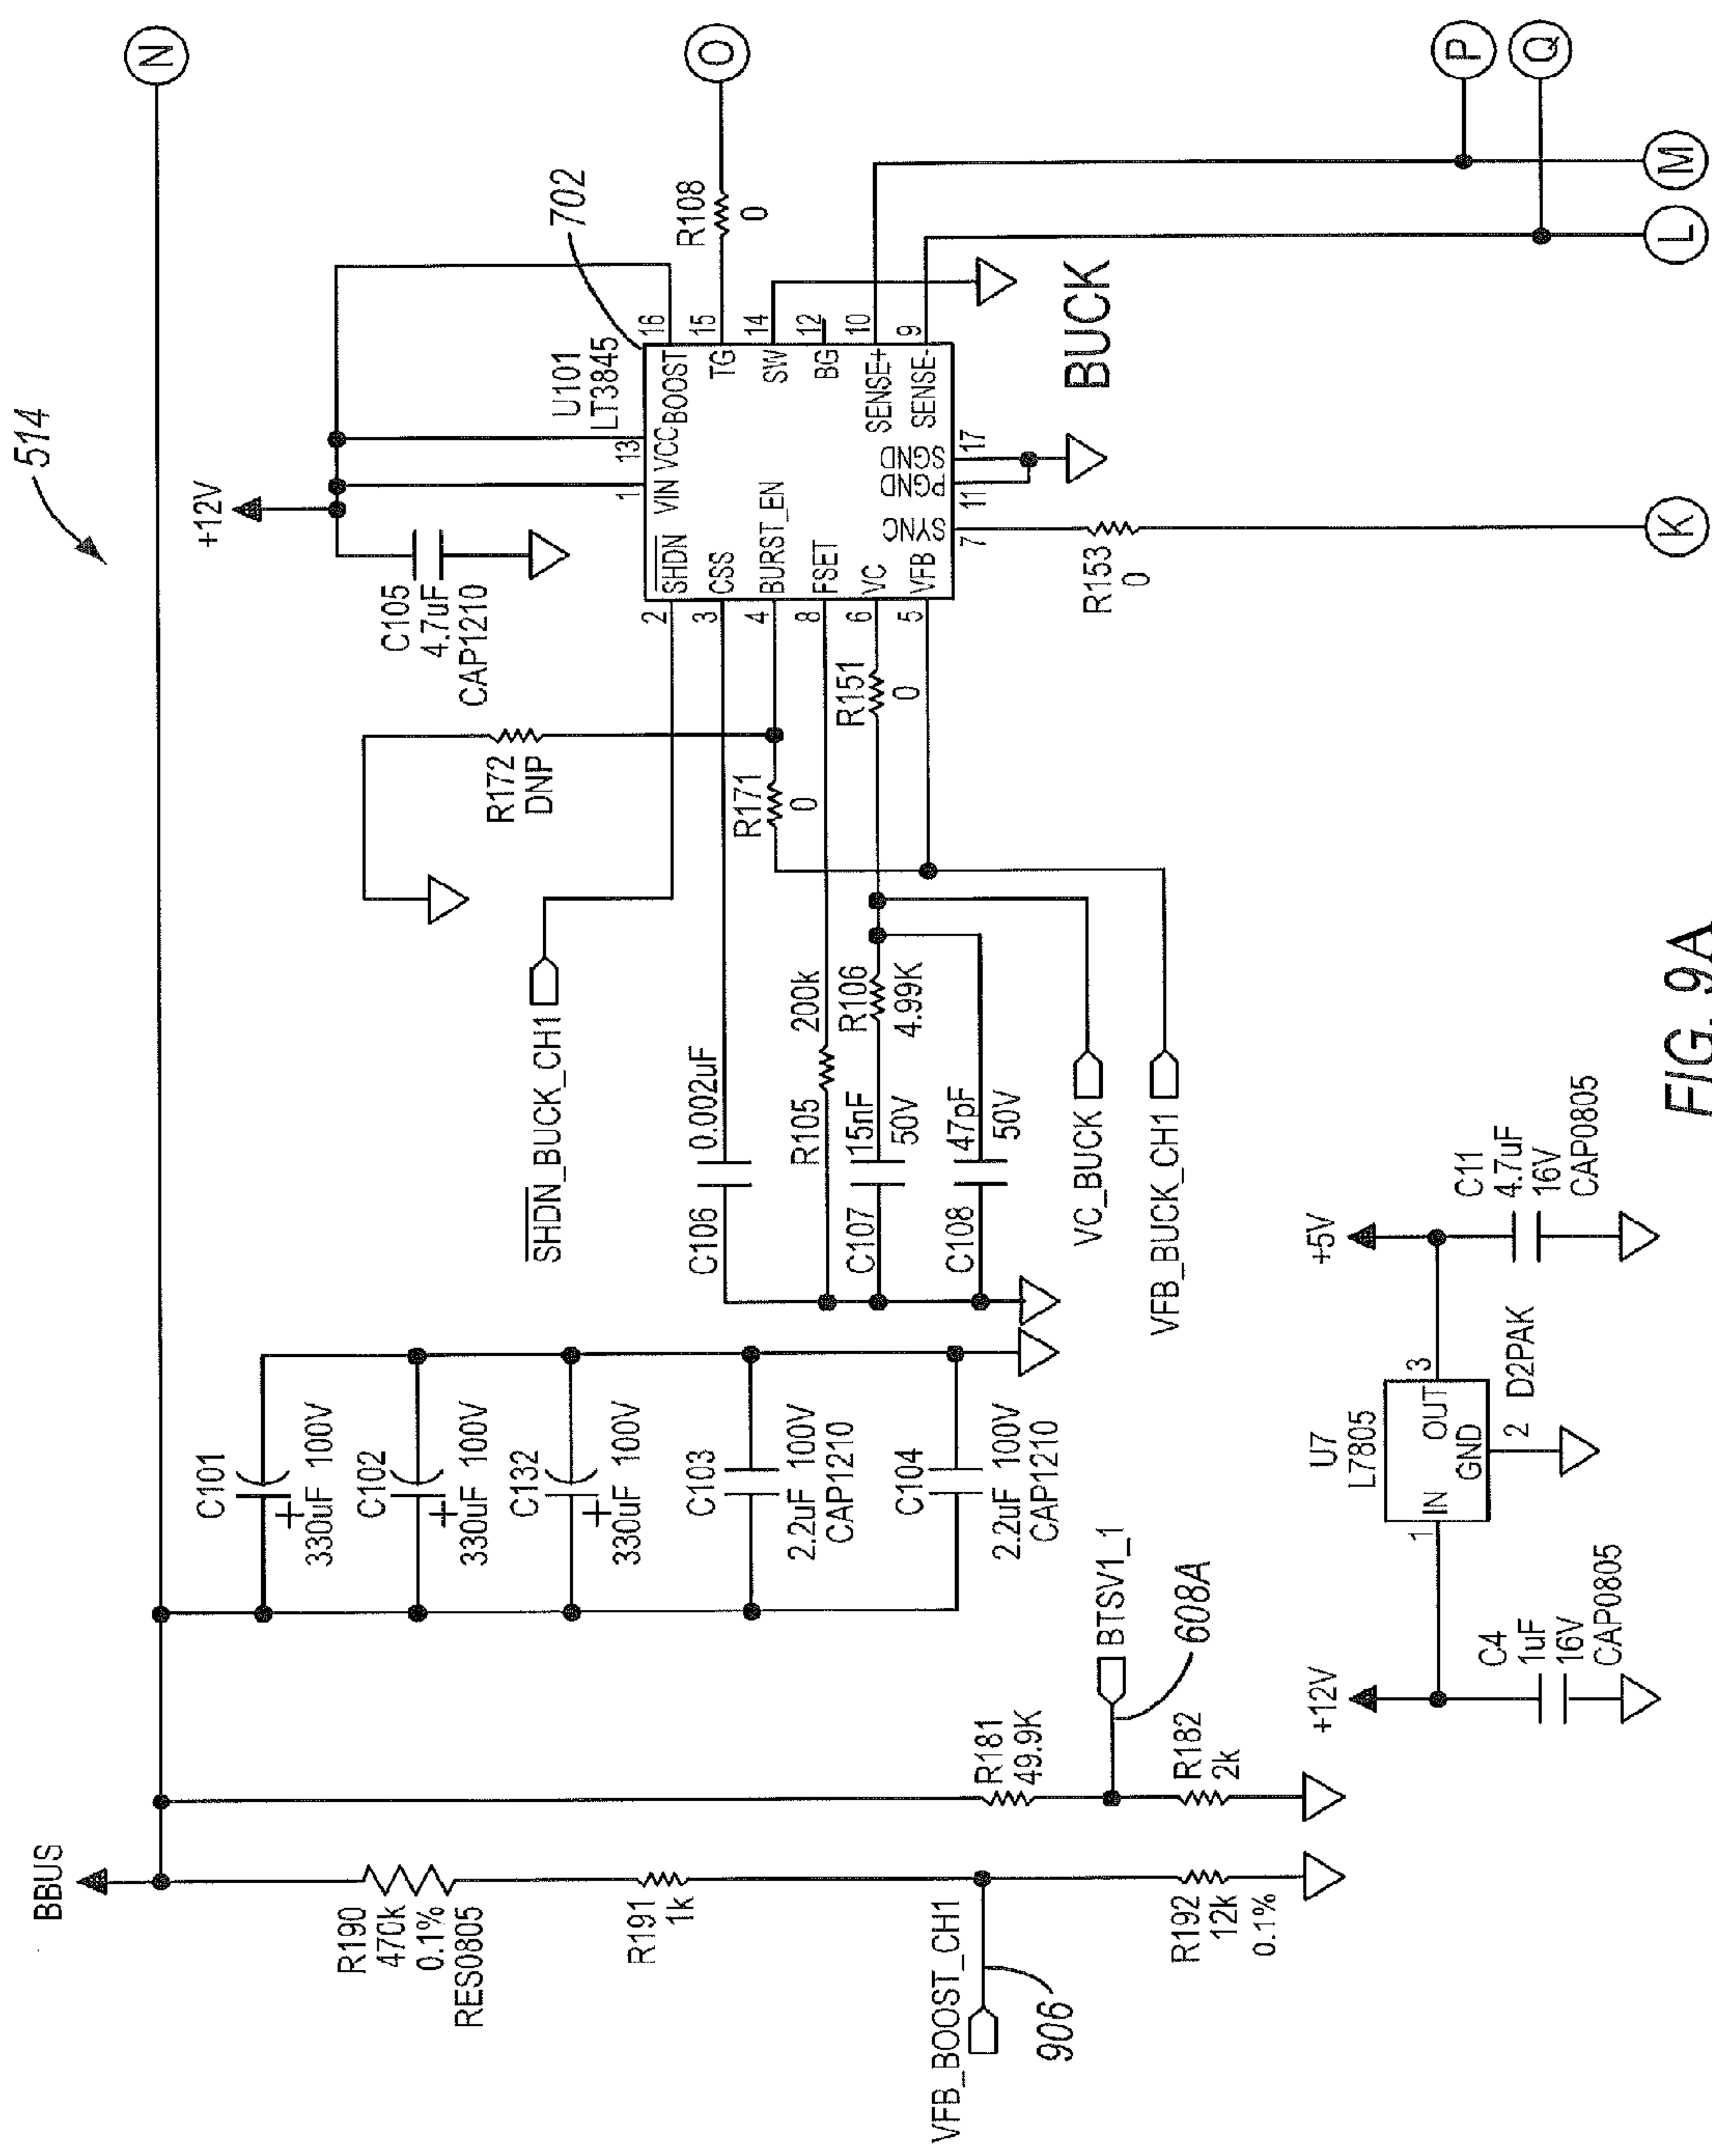 514
N
BBUS
R190
470k
0.1%
RES0805
R191
1k
VFB_BOOST_CH1
906
R192
12k
0.1%
R181
49.9K
BTSV1_1
608A
R182
2k
C101
330uF 100V
+
C102
330uF 100V
+
C132
330uF 100V
+
C103
2.2uF 100V
CAP1210
C104
2.2uF 100V
CAP1210
+12V
C105
4.7uF
CAP1210
R172
DNP
SHDN_BUCK_CH1
C106
0.002uF
R171
0
R105
200k
R151
0
R106
4.99K
C107
15nF
50V
C108
47pF
50V
VC_BUCK
VFB_BUCK_CH1
U101
LT3845
702
1
VIN
13
VCC
16
BOOST
2
SHDN
15
TG
3
CSS
14
SW
4
BURST_EN
12
BG
8
FSET
10
SENSE+
6
VC
9
SENSE-
5
VFB
7
SYNC
11
PGND
17
SGND
R108
0
O
BUCK
R153
0
K
L
M
P
Q
+12V
C4
1uF
16V
CAP0805
U7
L7805
1
IN
OUT
3
GND
2
D2PAK
+5V
C11
4.7uF
16V
CAP0805
FIG. 9A